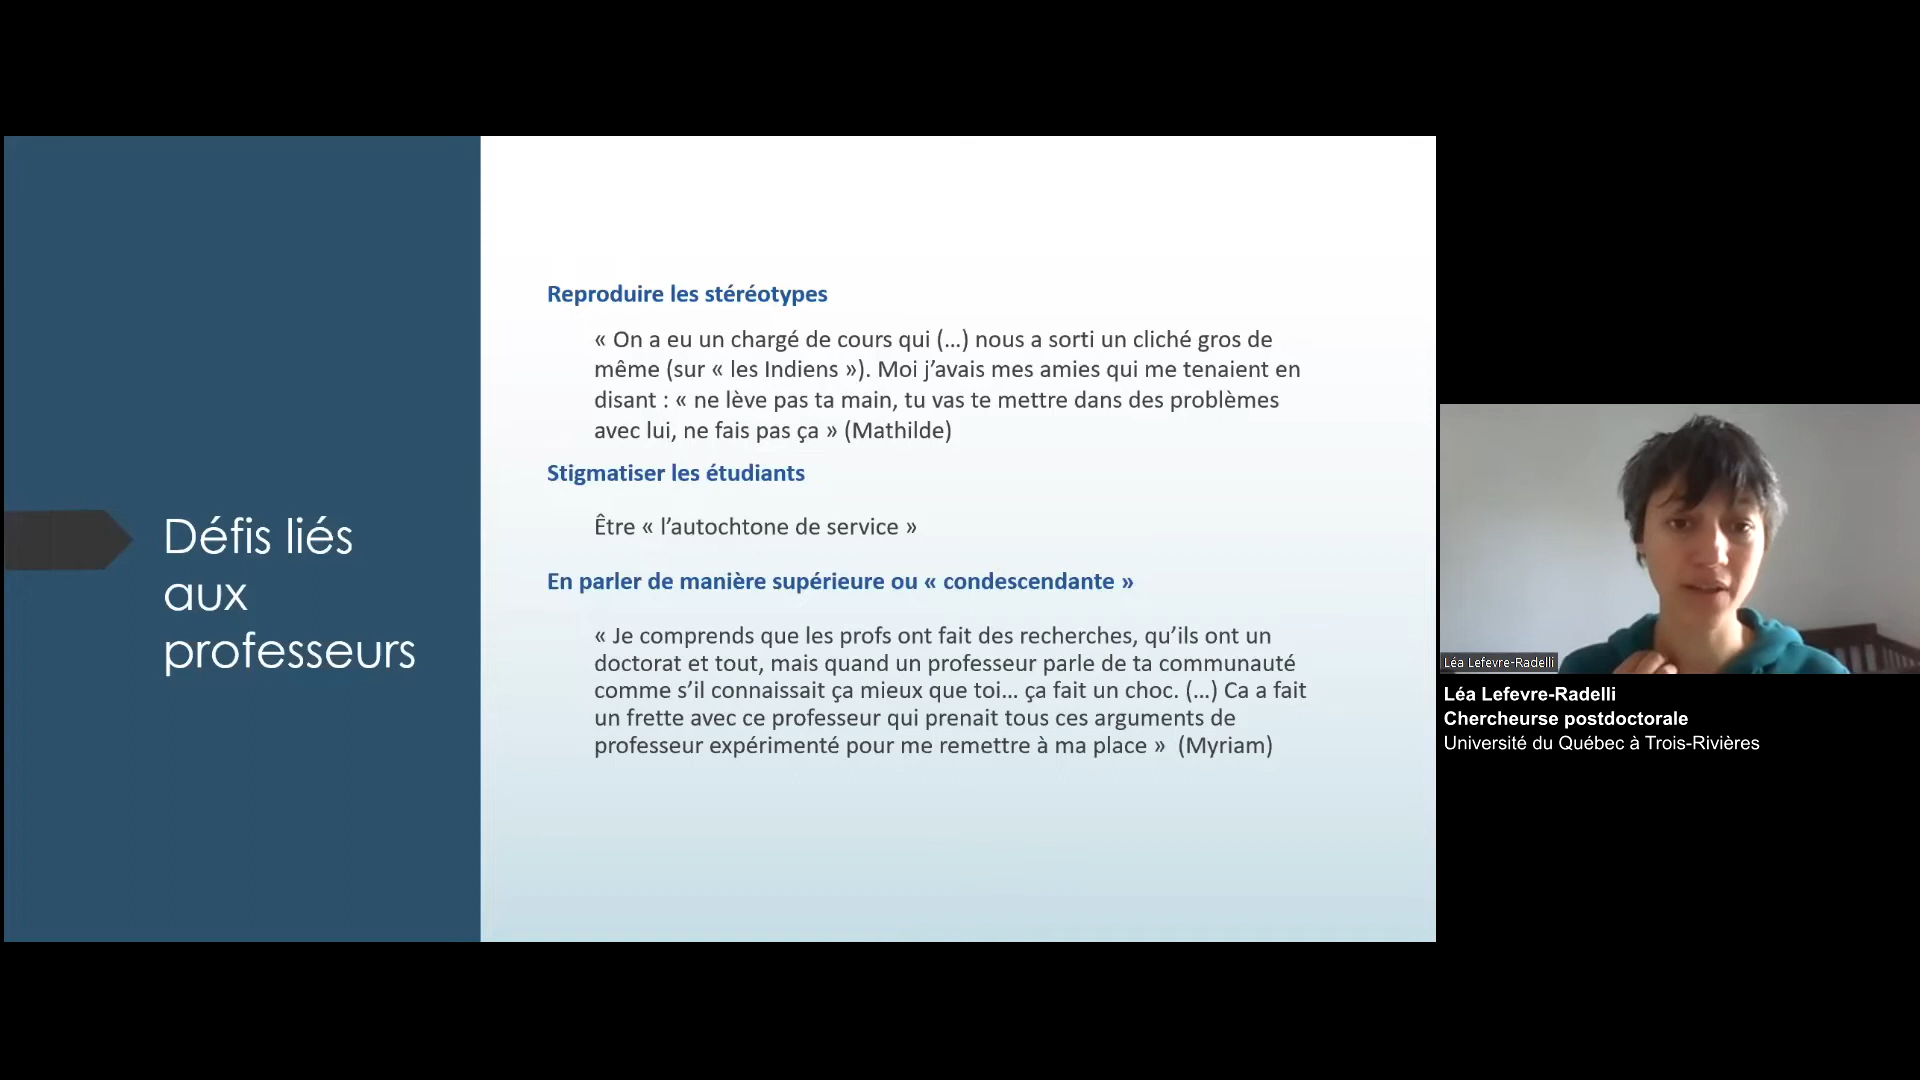 Défis liés
aux
professeurs
Reproduire les stéréotypes
« On a eu un chargé de cours qui (…) nous a sorti un cliché gros de
même (sur « les Indiens »). Moi j’avais mes amies qui me tenaient en
disant : « ne lève pas ta main, tu vas te mettre dans des problèmes
avec lui, ne fais pas ça » (Mathilde)
Stigmatiser les étudiants
Être « l’autochtone de service »
En parler de manière supérieure ou « condescendante »
« Je comprends que les profs ont fait des recherches, qu’ils ont un
doctorat et tout, mais quand un professeur parle de ta communauté
comme s’il connaissait ça mieux que toi… ça fait un choc. (…) Ca a fait
un frette avec ce professeur qui prenait tous ces arguments de
professeur expérimenté pour me remettre à ma place » (Myriam)
Léa Lefevre-Radelli
Léa Lefevre-Radelli
Chercheurse postdoctorale
Université du Québec à Trois-Rivières